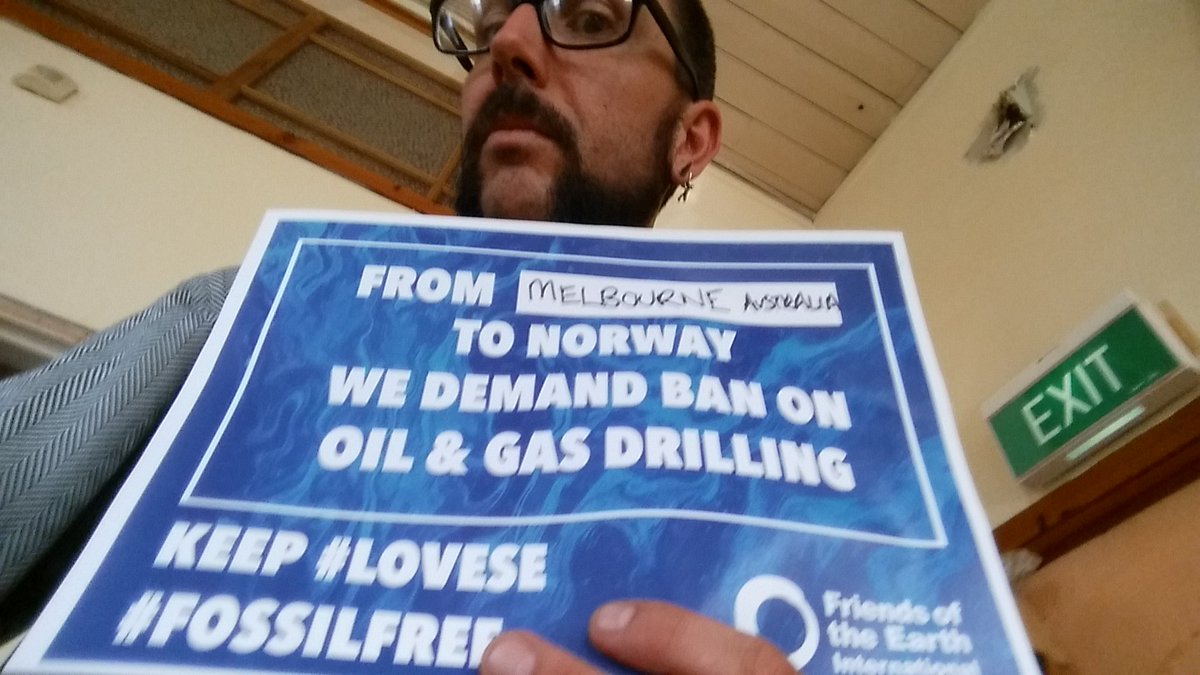 FROM MELBOURNE AUSTRALIA
TO NORWAY
WE DEMAND BAN ON
OIL & GAS DRILLING
KEEP #LOVESE
#FOSSILFREE
Friends of
the Earth
International
EXIT